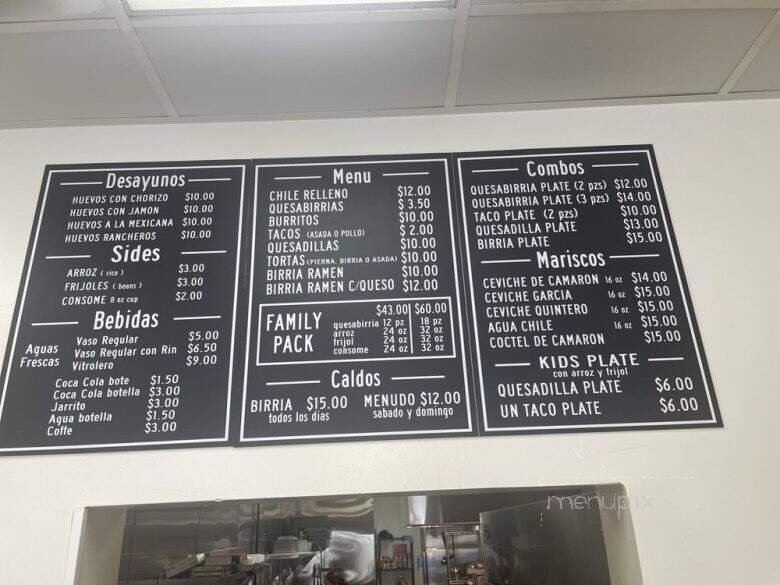 Desayunos
HUEVOS CON CHORIZO $10.00
HUEVOS CON JAMON $10.00
HUEVOS A LA MEXICANA $10.00
HUEVOS RANCHEROS $10.00
Sides
ARROZ ( rice ) $3.00
FRIJOLES ( beans ) $3.00
CONSOME 8 oz cup $2.00
Bebidas
Aguas Frescas
Vaso Regular $5.00
Vaso Regular con Rin $6.50
Vitrolero $9.00
Coca Cola bote $1.50
Coca Cola botella $3.00
Jarrito $3.00
Agua botella $1.50
Coffe $3.00
Menu
CHILE RELLENO $12.00
QUESABIRRIAS $ 3.50
BURRITOS $10.00
TACOS (ASADA O POLLO) $ 2.00
QUESADILLAS $10.00
TORTAS (PIERNA, BIRRIA O ASADA) $10.00
BIRRIA RAMEN $10.00
BIRRIA RAMEN C/QUESO $12.00
FAMILY PACK
$43.00 $60.00
quesabirria 12 pz 18 pz
arroz 24 oz 32 oz
frijol 24 oz 32 oz
consome 24 oz 32 oz
Caldos
BIRRIA $15.00 MENUDO $12.00
todos los dias sabado y domingo
Combos
QUESABIRRIA PLATE (2 pzs) $12.00
QUESABIRRIA PLATE (3 pzs) $14.00
TACO PLATE (2 pzs) $10.00
QUESADILLA PLATE $13.00
BIRRIA PLATE $15.00
Mariscos
CEVICHE DE CAMARON 16 oz $14.00
CEVICHE GARCIA 16 oz $15.00
CEVICHE QUINTERO 16 oz $15.00
AGUA CHILE 16 oz $15.00
COCTEL DE CAMARON $15.00
KIDS PLATE
con arroz y frijol
QUESADILLA PLATE $6.00
UN TACO PLATE $6.00
menupix